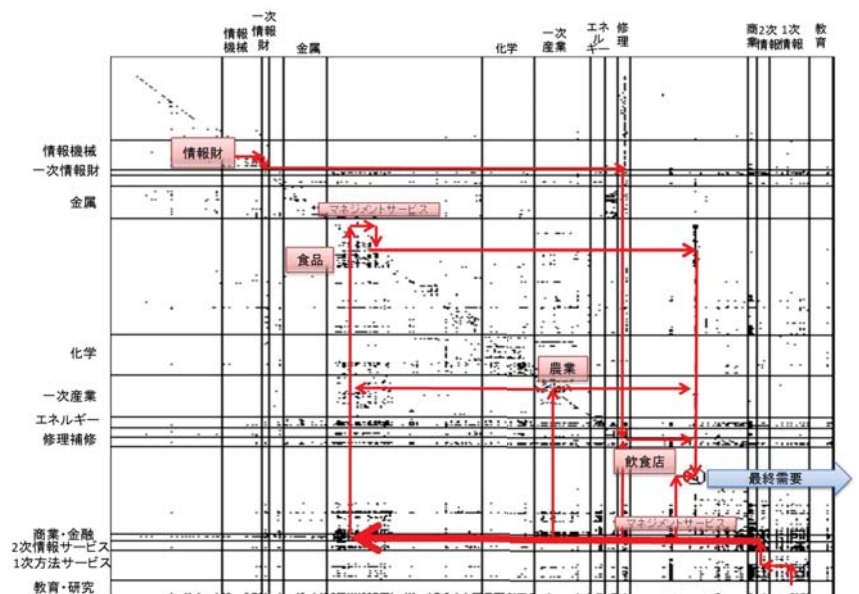 情報
機械
一次
情報
財
金属
化学
一次
産業
エネ
ルギ
ー
修
理
商
業
2次
情報
1次
情報
教
育
情報機械
一次情報財
金属
化学
一次産業
エネルギー
修理補修
商業・金融
2次情報サービス
1次方法サービス
教育・研究
情報財
マネジメントサービス
食品
農業
飲食店
最終需要
マネジメントサービス